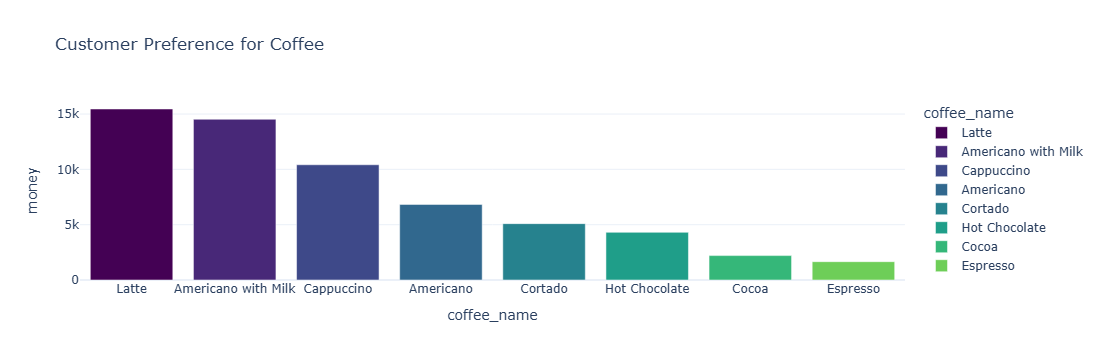 Customer Preference for Coffee
money
15k
10k
5k
0
Latte Americano with Milk Cappuccino Americano Cortado Hot Chocolate Cocoa Espresso
coffee_name
coffee_name
Latte
Americano with Milk
Cappuccino
Americano
Cortado
Hot Chocolate
Cocoa
Espresso